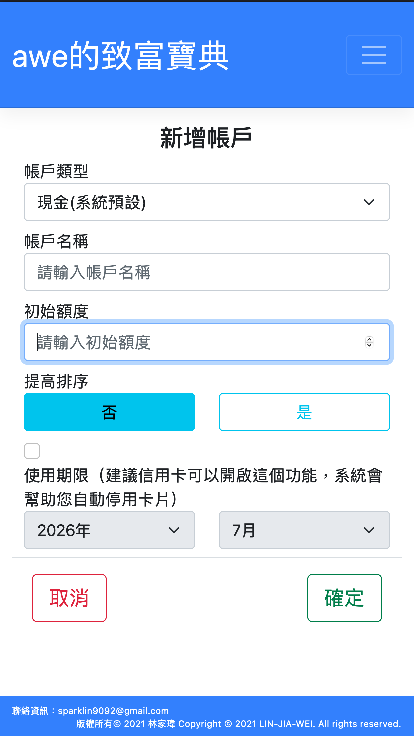 awe的致富寶典
新增帳戶
帳戶類型
現金(系統預設)
帳戶名稱
請輸入帳戶名稱
初始額度
請輸入初始額度
提高排序
否 是
使用期限（建議信用卡可以開啟這個功能，系統會
幫助您自動停用卡片）
2026年 7月
取消 確定
聯絡資訊：sparklin9092@gmail.com
版權所有© 2021 林家瑋 Copyright © 2021 LIN-JIA-WEI. All rights reserved.